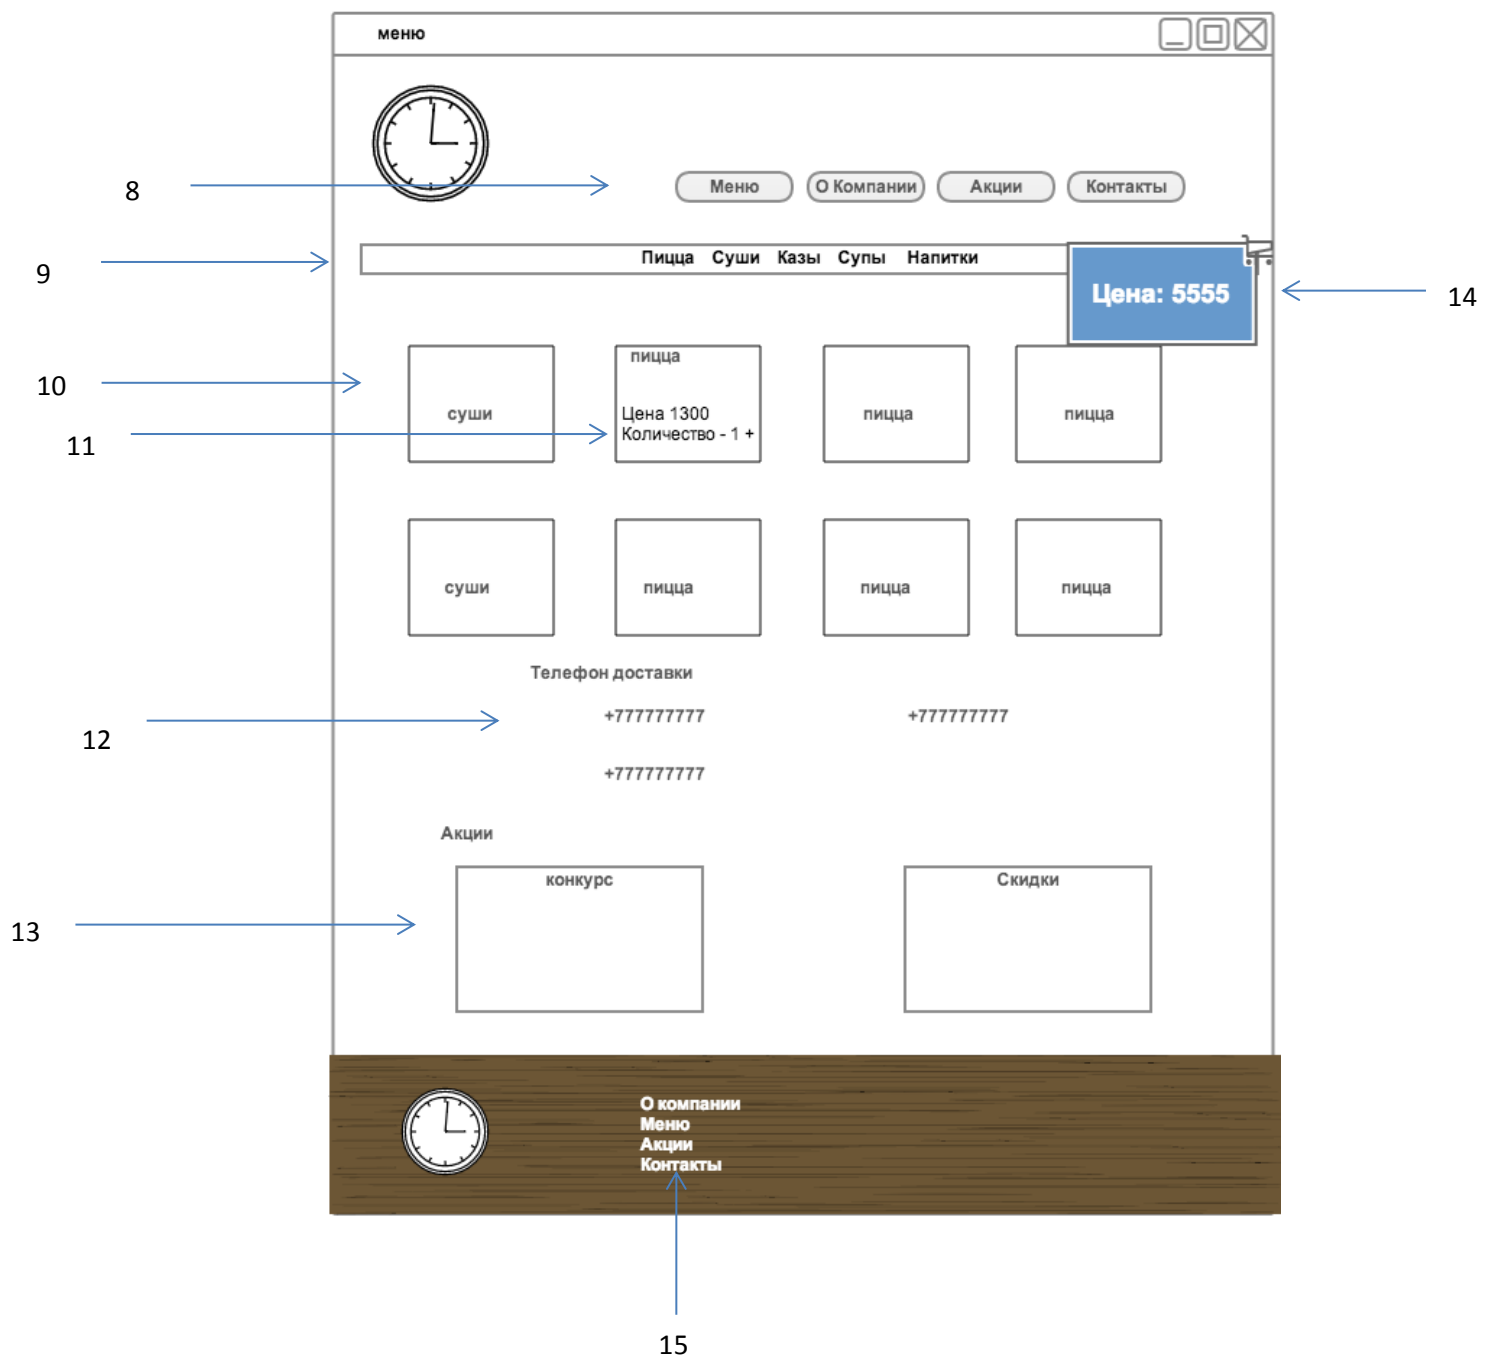 меню
8
Меню О Компании Акции Контакты
9
Пицца Суши Казы Супы Напитки
Цена: 5555
14
10
суши
пицца
Цена 1300
Количество - 1 +
пицца
пицца
11
суши пицца пицца пицца
Телефон доставки
+777777777 +777777777
12
+777777777
Акции
конкурс Скидки
13
О компании
Меню
Акции
Контакты
15